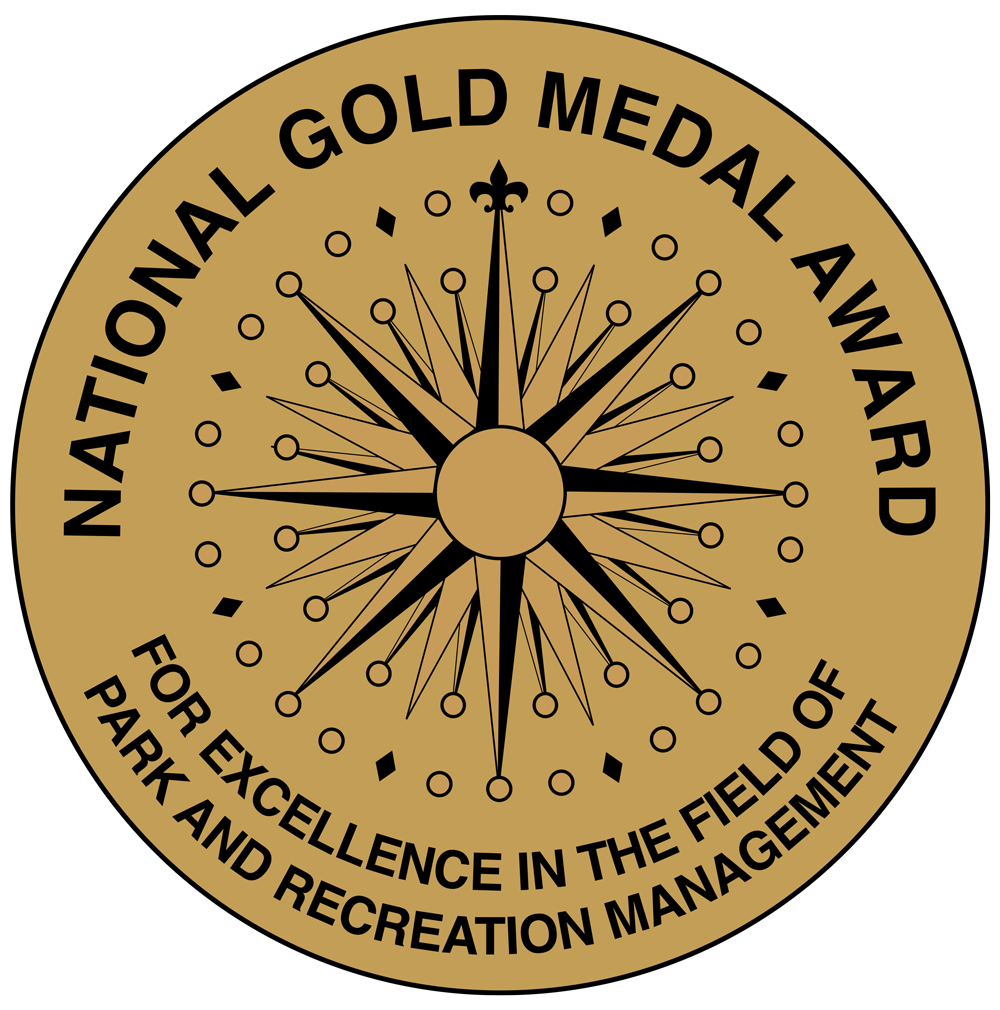 NATIONAL GOLD MEDAL AWARD
FOR EXCELLENCE IN THE FIELD OF
PARK AND RECREATION MANAGEMENT